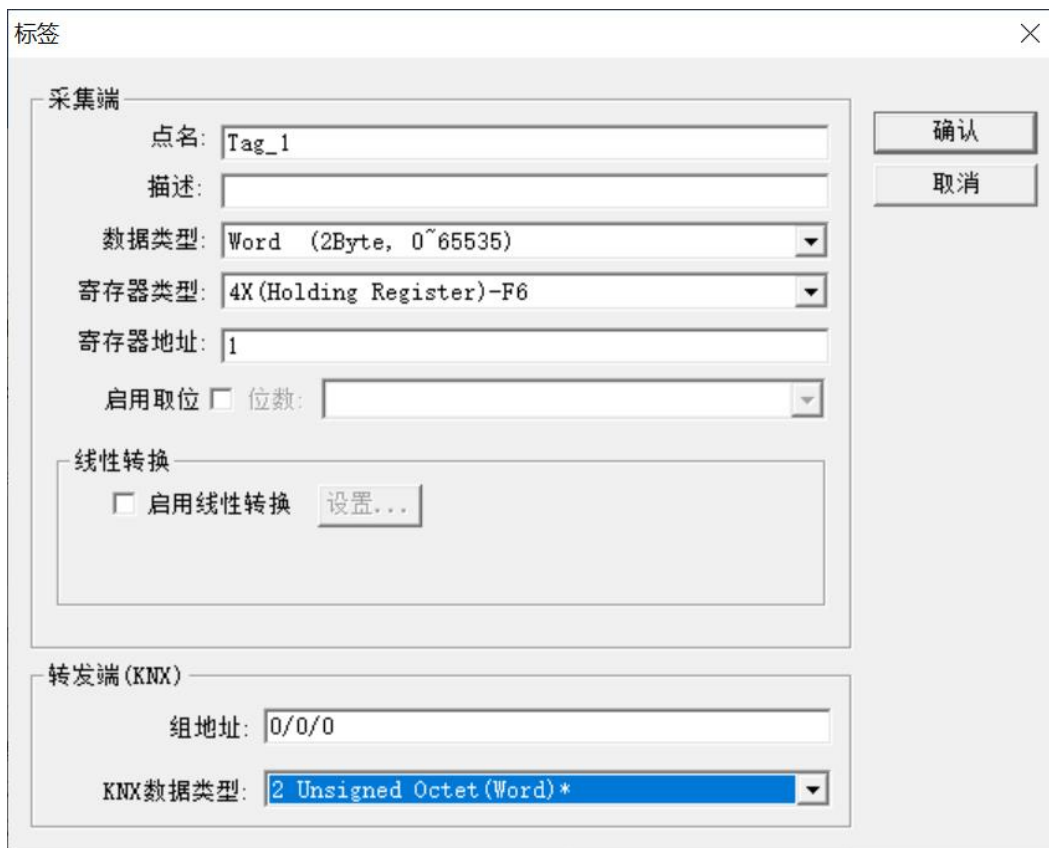 标签
采集端
点名: Tag_1
描述:
数据类型: Word (2Byte, 0~65535)
寄存器类型: 4X(Holding Register)-F6
寄存器地址: 1
启用取位 位数:
线性转换
启用线性转换 设置...
确认
取消
转发端(KNX)
组地址: 0/0/0
KNX数据类型: 2 Unsigned Octet(Word)*